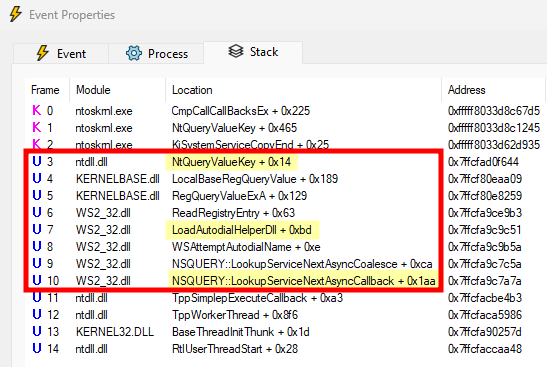 Event Properties
Event Process Stack
Frame Module Location Address
K 0 ntoskrnl.exe CmpCallCallBacksEx + 0x225 0xfffff8033d8c67d5
K 1 ntoskrnl.exe NtQueryValueKey + 0x465 0xfffff8033d8c1245
K 2 ntoskrnl.exe KiSystemServiceCopyEnd + 0x25 0xfffff8033d62d935
U 3 ntdll.dll NtQueryValueKey + 0x14 0x7ffcfad0f644
U 4 KERNELBASE.dll LocalBaseRegQueryValue + 0x189 0x7ffcf80eaa09
U 5 KERNELBASE.dll RegQueryValueExA + 0x129 0x7ffcf80e8259
U 6 WS2_32.dll ReadRegistryEntry + 0x63 0x7ffcfa9ce9b3
U 7 WS2_32.dll LoadAutodialHelperDll + 0xbd 0x7ffcfa9c9c51
U 8 WS2_32.dll WSAttemptAutodialName + 0xe 0x7ffcfa9c9b5a
U 9 WS2_32.dll NSQUERY::LookupServiceNextAsyncCoalesce + 0xca 0x7ffcfa9c7c5a
U 10 WS2_32.dll NSQUERY::LookupServiceNextAsyncCallback + 0x1aa 0x7ffcfa9c7a7a
U 11 ntdll.dll TppSimplepExecuteCallback + 0xa3 0x7ffcfacbe4b3
U 12 ntdll.dll TppWorkerThread + 0x8f6 0x7ffcfaca5986
U 13 KERNEL32.DLL BaseThreadInitThunk + 0x1d 0x7ffcfa90257d
U 14 ntdll.dll RtlUserThreadStart + 0x28 0x7ffcfaccaa48